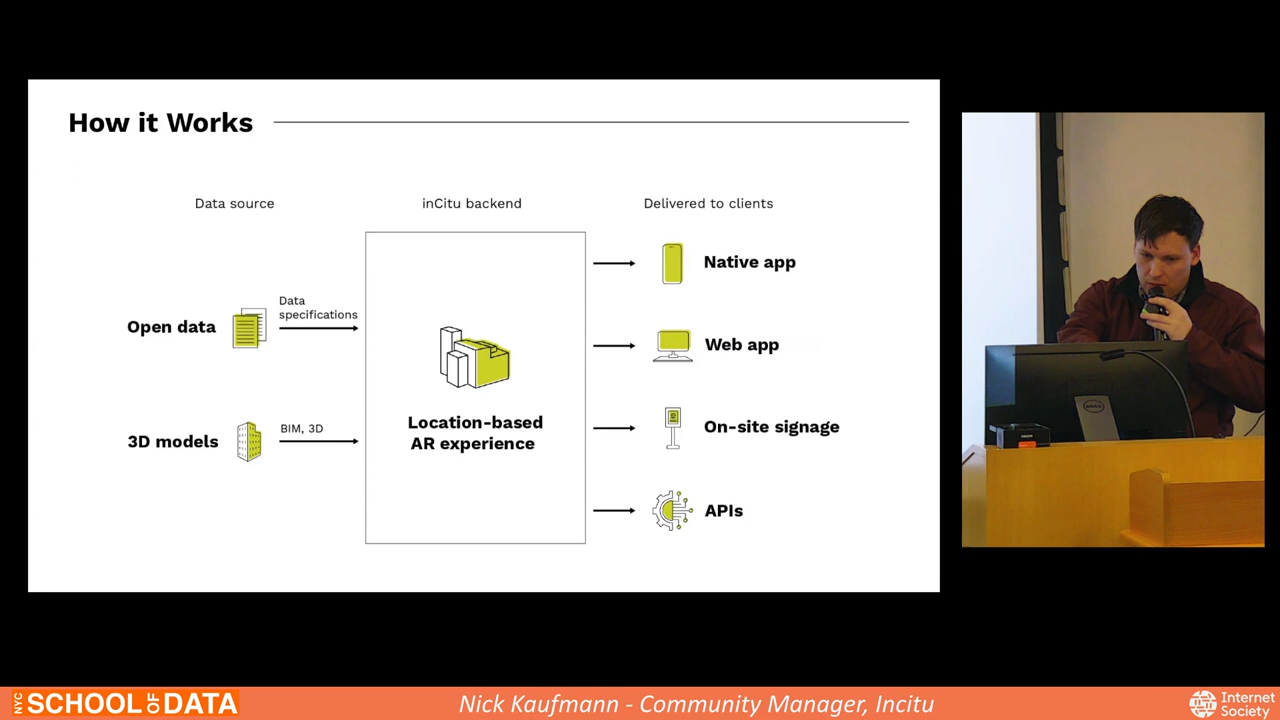 How it Works
Data source
inCitu backend
Delivered to clients
Open data
Data
specifications
3D models
BIM, 3D
Location-based
AR experience
Native app
Web app
On-site signage
APIs
DELL
NYC SCHOOL OF DATA
Nick Kaufmann - Community Manager, Incitu
Internet
Society